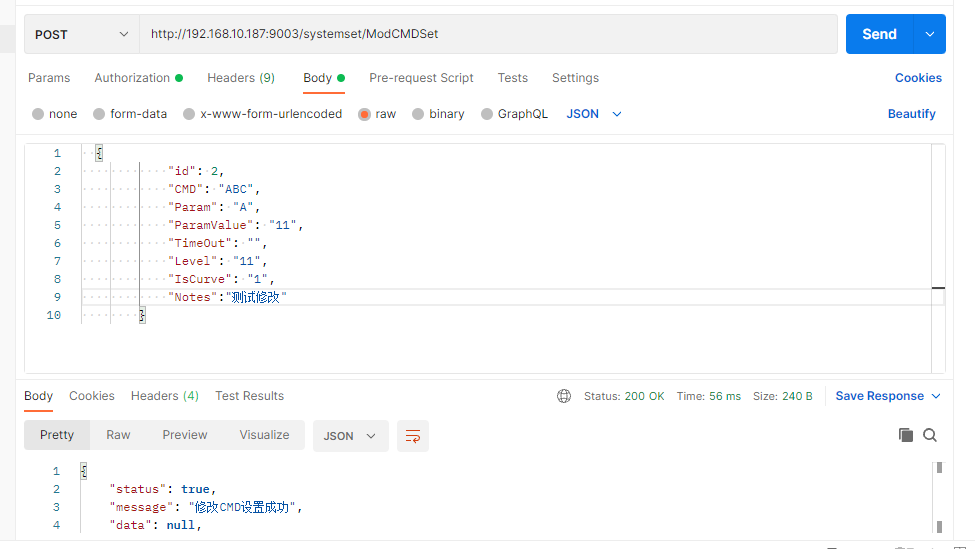 POST http://192.168.10.187:9003/systemset/ModCMDSet Send
Params Authorization Headers (9) Body Pre-request Script Tests Settings Cookies
none form-data x-www-form-urlencoded raw binary GraphQL JSON Beautify
1 {
2 "id": 2,
3 "CMD": "ABC",
4 "Param": "A",
5 "ParamValue": "11",
6 "TimeOut": "",
7 "Level": "11",
8 "IsCurve": "1",
9 "Notes":"测试修改"
10 }
Body Cookies Headers (4) Test Results Status: 200 OK Time: 56 ms Size: 240 B Save Response
Pretty Raw Preview Visualize JSON
1 {
2 "status": true,
3 "message": "修改CMD设置成功",
4 "data": null,